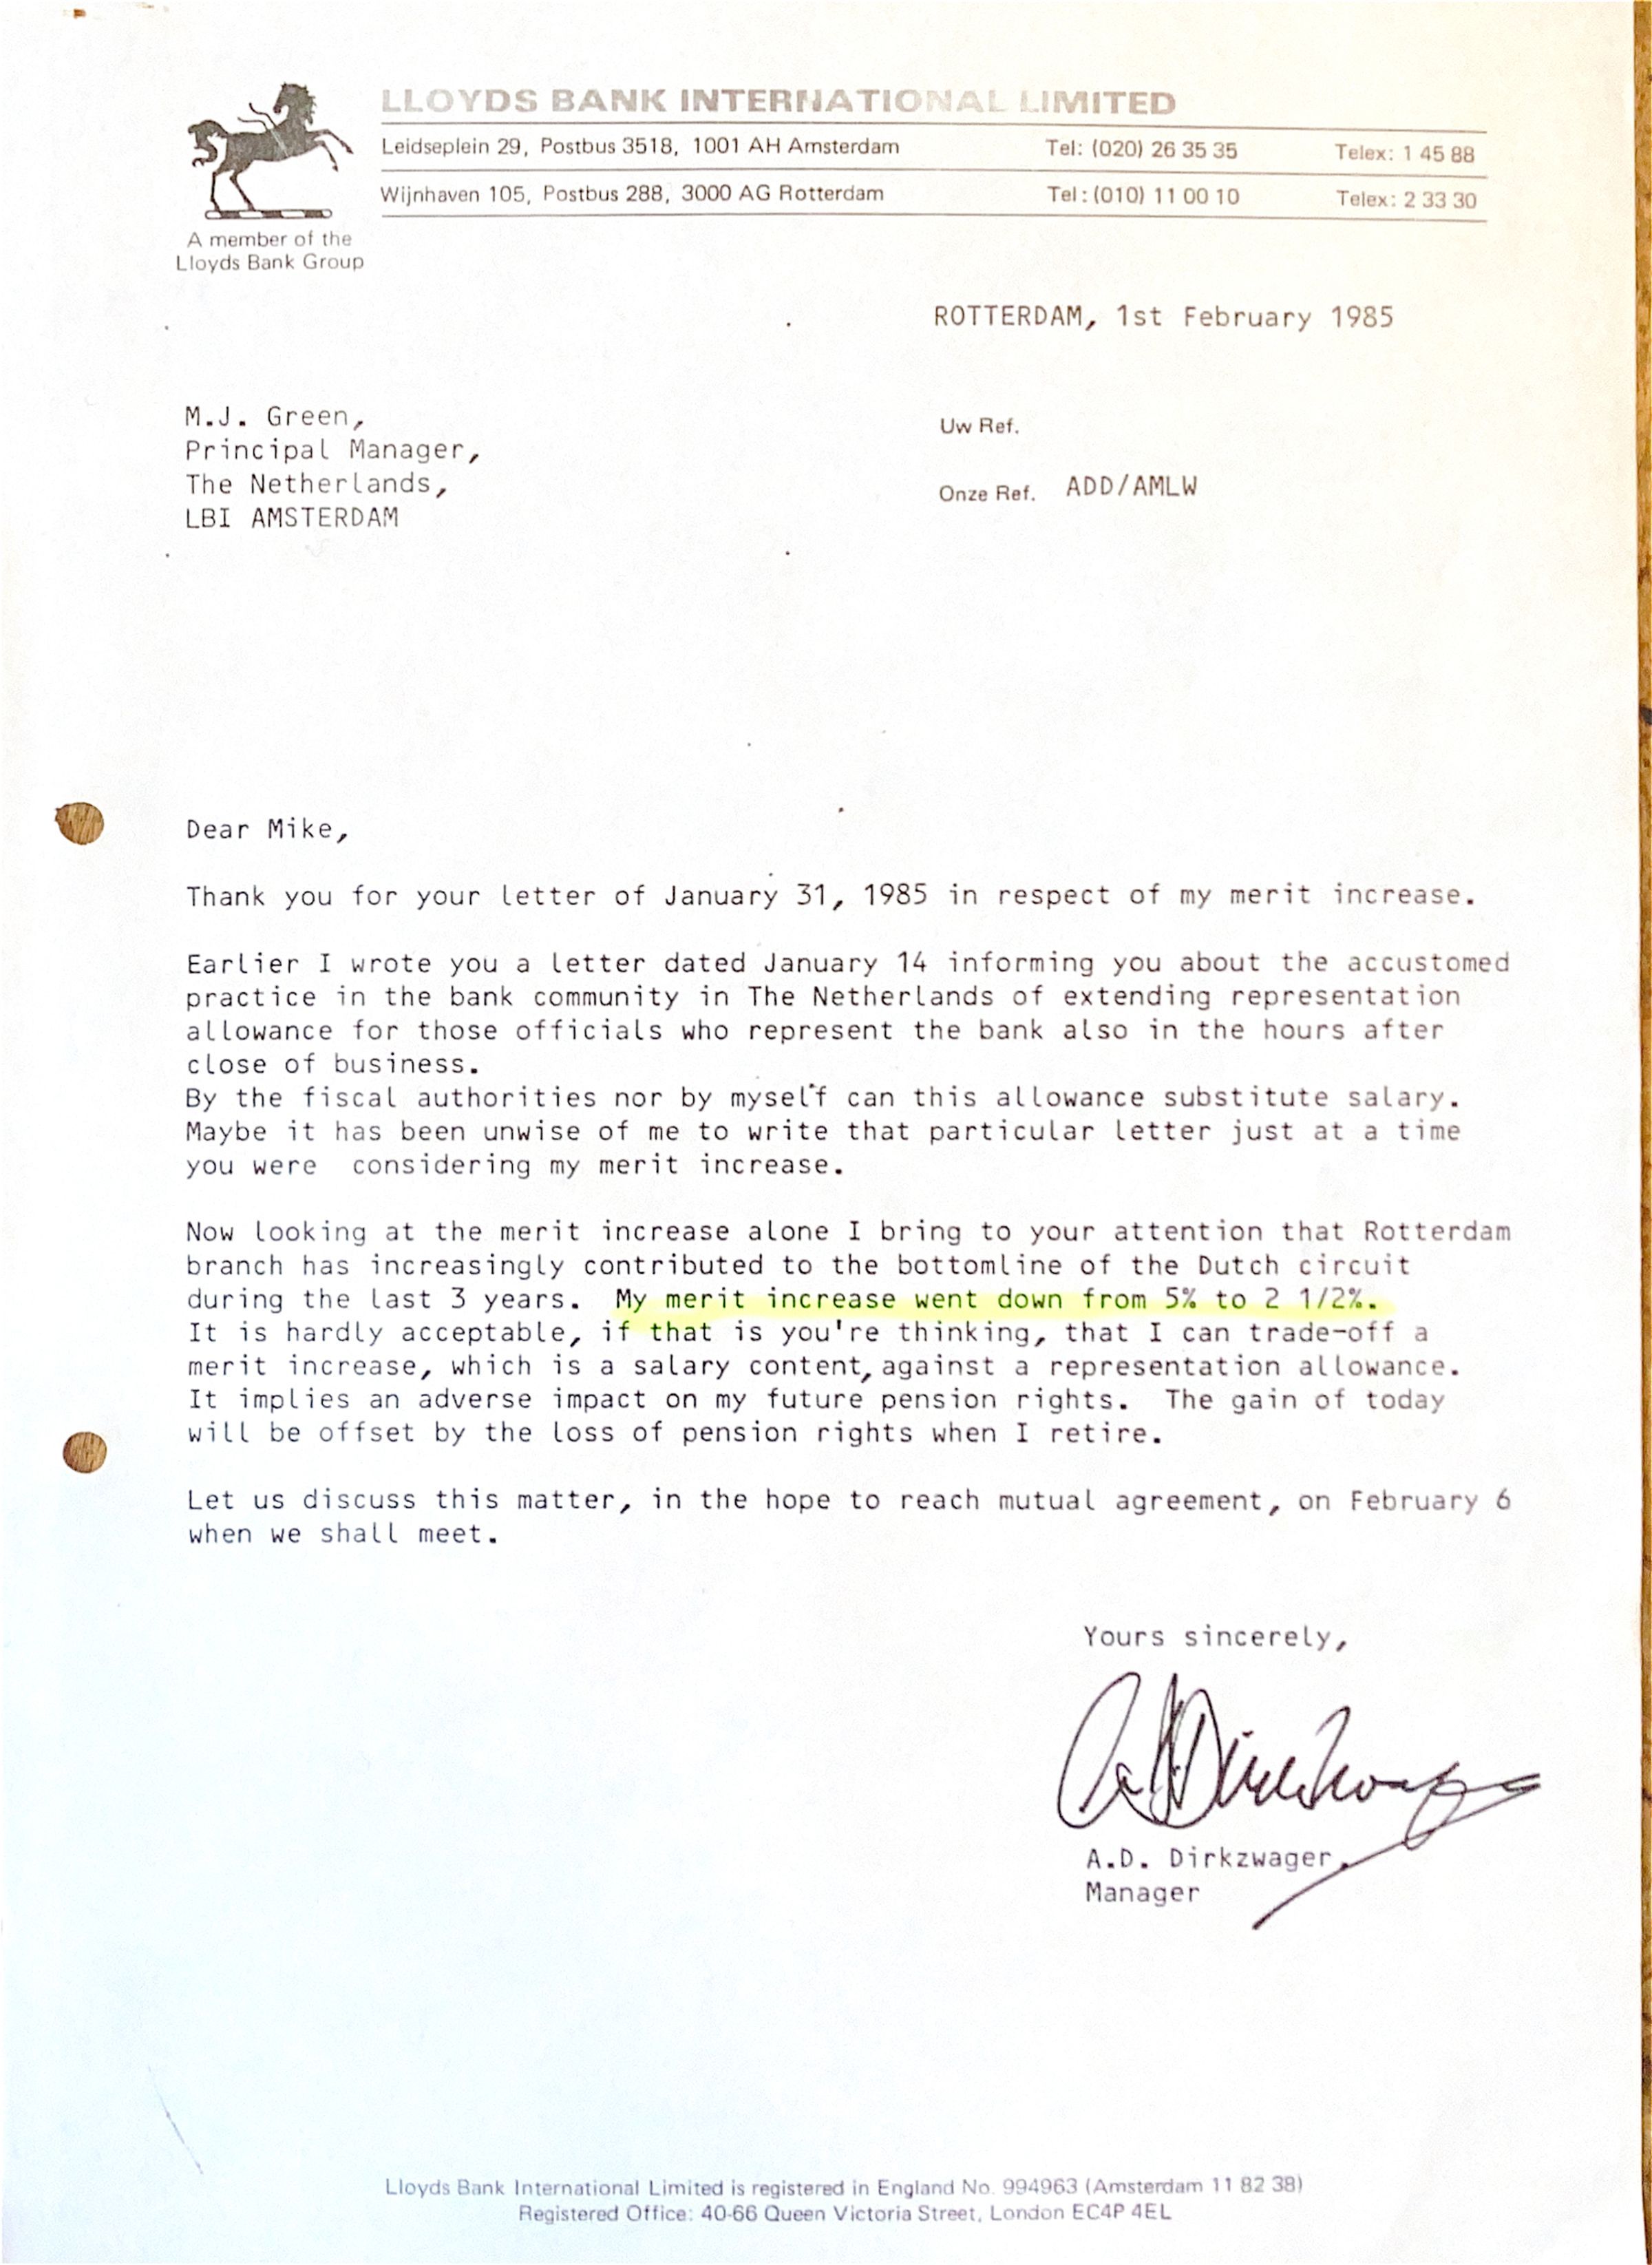 LLOYDS BANK INTERNATIONAL LIMITED
Leidseplein 29, Postbus 3518, 1001 AH Amsterdam Tel: (020) 26 35 35 Telex: 1 45 88
Wijnhaven 105, Postbus 288, 3000 AG Rotterdam Tel: (010) 11 00 10 Telex: 2 33 30
A member of the
Lloyds Bank Group
ROTTERDAM, 1st February 1985
M.J. Green,
Principal Manager,
The Netherlands,
LBI AMSTERDAM
Uw Ref.
Onze Ref. ADD/AMLW
Dear Mike,
Thank you for your letter of January 31, 1985 in respect of my merit increase.
Earlier I wrote you a letter dated January 14 informing you about the accustomed
practice in the bank community in The Netherlands of extending representation
allowance for those officials who represent the bank also in the hours after
close of business.
By the fiscal authorities nor by myself can this allowance substitute salary.
Maybe it has been unwise of me to write that particular letter just at a time
you were considering my merit increase.
Now looking at the merit increase alone I bring to your attention that Rotterdam
branch has increasingly contributed to the bottomline of the Dutch circuit
during the last 3 years. My merit increase went down from 5% to 2 1/2%.
It is hardly acceptable, if that is you're thinking, that I can trade-off a
merit increase, which is a salary content, against a representation allowance.
It implies an adverse impact on my future pension rights. The gain of today
will be offset by the loss of pension rights when I retire.
Let us discuss this matter, in the hope to reach mutual agreement, on February 6
when we shall meet.
Yours sincerely,
A.D. Dirkzwager,
Manager
Lloyds Bank International Limited is registered in England No. 994963 (Amsterdam 11 82 38)
Registered Office: 40-66 Queen Victoria Street, London EC4P 4EL